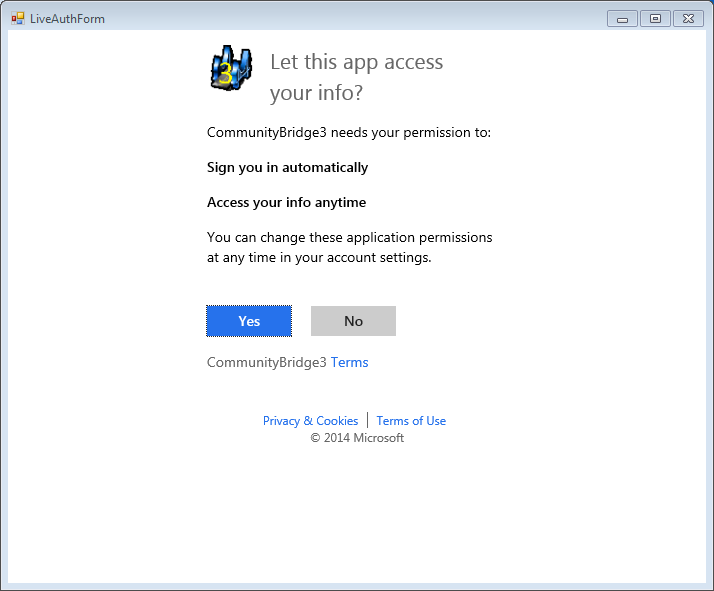 LiveAuthForm
3
Let this app access
your info?
CommunityBridge3 needs your permission to:
Sign you in automatically
Access your info anytime
You can change these application permissions
at any time in your account settings.
Yes No
CommunityBridge3 Terms
Privacy & Cookies | Terms of Use
© 2014 Microsoft